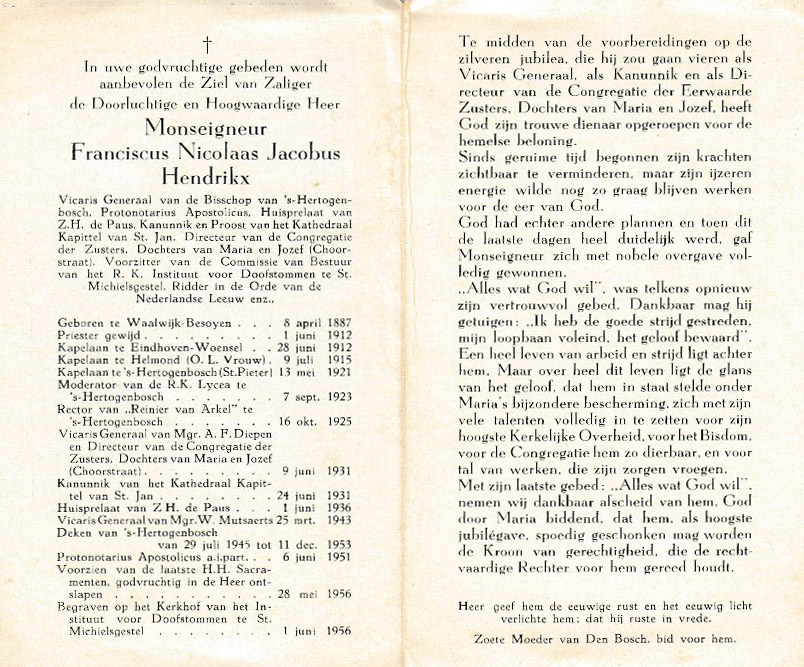 In uwe godvruchtige gebeden wordt
aanbevolen de Ziel van Zaliger
de Doorluchtige en Hoogwaardige Heer
Monseigneur
Franciscus Nicolaas Jacobus
Hendrikx
Vicaris Generaal van de Bisschop van 's-Hertogen-
bosch, Protonotarius Apostolicus, Huisprelaat van
Z.H. de Paus, Kanunnik en Proost van het Kathedraal
Kapittel van St. Jan, Directeur van de Congregatie
der Zusters, Dochters van Maria en Jozef (Choor-
straat). Voorzitter van de Commissie van Bestuur
van het R. K. Instituut voor Doofstommen te St.
Michielsgestel, Ridder in de Orde van de
Nederlandse Leeuw enz.,
Geboren te Waalwijk-Besoyen . . . 8 april 1887
Priester gewijd . . . . . . . . . 1 juni 1912
Kapelaan te Eindhoven-Woensel . . 28 juni 1912
Kapelaan te Helmond (O. L. Vrouw) . 9 juli 1915
Kapelaan te 's-Hertogenbosch (St. Pieter) 13 mei 1921
Moderator van de R.K. Lycea te
's-Hertogenbosch . . . . . . . 7 sept. 1923
Rector van „Reinier van Arkel” te
's-Hertogenbosch . . . . . . . 16 okt. 1925
Vicaris Generaal van Mgr. A. F. Diepen
en Directeur van de Congregatie der
Zusters, Dochters van Maria en Jozef
(Choorstraat) . . . . . . . . . 9 juni 1931
Kanunnik van het Kathedraal Kapit-
tel van St. Jan . . . . . . . . 24 juni 1931
Huisprelaat van Z H. de Paus . . . 1 juni 1936
Vicaris Generaal van Mgr. W. Mutsaerts 25 mrt. 1943
Deken van 's-Hertogenbosch
van 29 juli 1945 tot 11 dec. 1953
Protonotarius Apostolicus a.i.part. . . 6 juni 1951
Voorzien van de laatste H.H. Sacra-
menten, godvruchtig in de Heer ont-
slapen . . . . . . . . . . . . 28 mei 1956
Begraven op het Kerkhof van het In-
stituut voor Doofstommen te St.
Michielsgestel . . . . . . . . 1 juni 1956
Te midden van de voorbereidingen op de
zilveren jubilea, die hij zou gaan vieren als
Vicaris Generaal, als Kanunnik en als Di-
recteur van de Congregatie der Eerwaarde
Zusters, Dochters van Maria en Jozef, heeft
God zijn trouwe dienaar opgeroepen voor de
hemelse beloning.
Sinds geruime tijd begonnen zijn krachten
zichtbaar te verminderen, maar zijn ijzeren
energie wilde nog zo graag blijven werken
voor de eer van God.
God had echter andere plannen en toen dit
de laatste dagen heel duidelijk werd, gaf
Monseigneur zich met nobele overgave vol-
ledig gewonnen.
„Alles wat God wil”, was telkens opnieuw
zijn vertrouwvol gebed. Dankbaar mag hij
getuigen: „Ik heb de goede strijd gestreden,
mijn loopbaan voleind, het geloof bewaard”.
Een heel leven van arbeid en strijd ligt achter
hem. Maar over heel dit leven ligt de glans
van het geloof, dat hem in staat stelde onder
Maria's bijzondere bescherming, zich met zijn
vele talenten volledig in te zetten voor zijn
hoogste Kerkelijke Overheid, voor het Bisdom,
voor de Congregatie hem zo dierbaar, en voor
tal van werken, die zijn zorgen vroegen.
Met zijn laatste gebed: „Alles wat God wil”,
nemen wij dankbaar afscheid van hem, God
door Maria biddend, dat hem, als hoogste
jubilégave, spoedig geschonken mag worden
de Kroon van gerechtigheid, die de recht-
vaardige Rechter voor hem gereed houdt.
Heer geef hem de eeuwige rust en het eeuwig licht
verlichte hem; dat hij ruste in vrede.
Zoete Moeder van Den Bosch, bid voor hem.